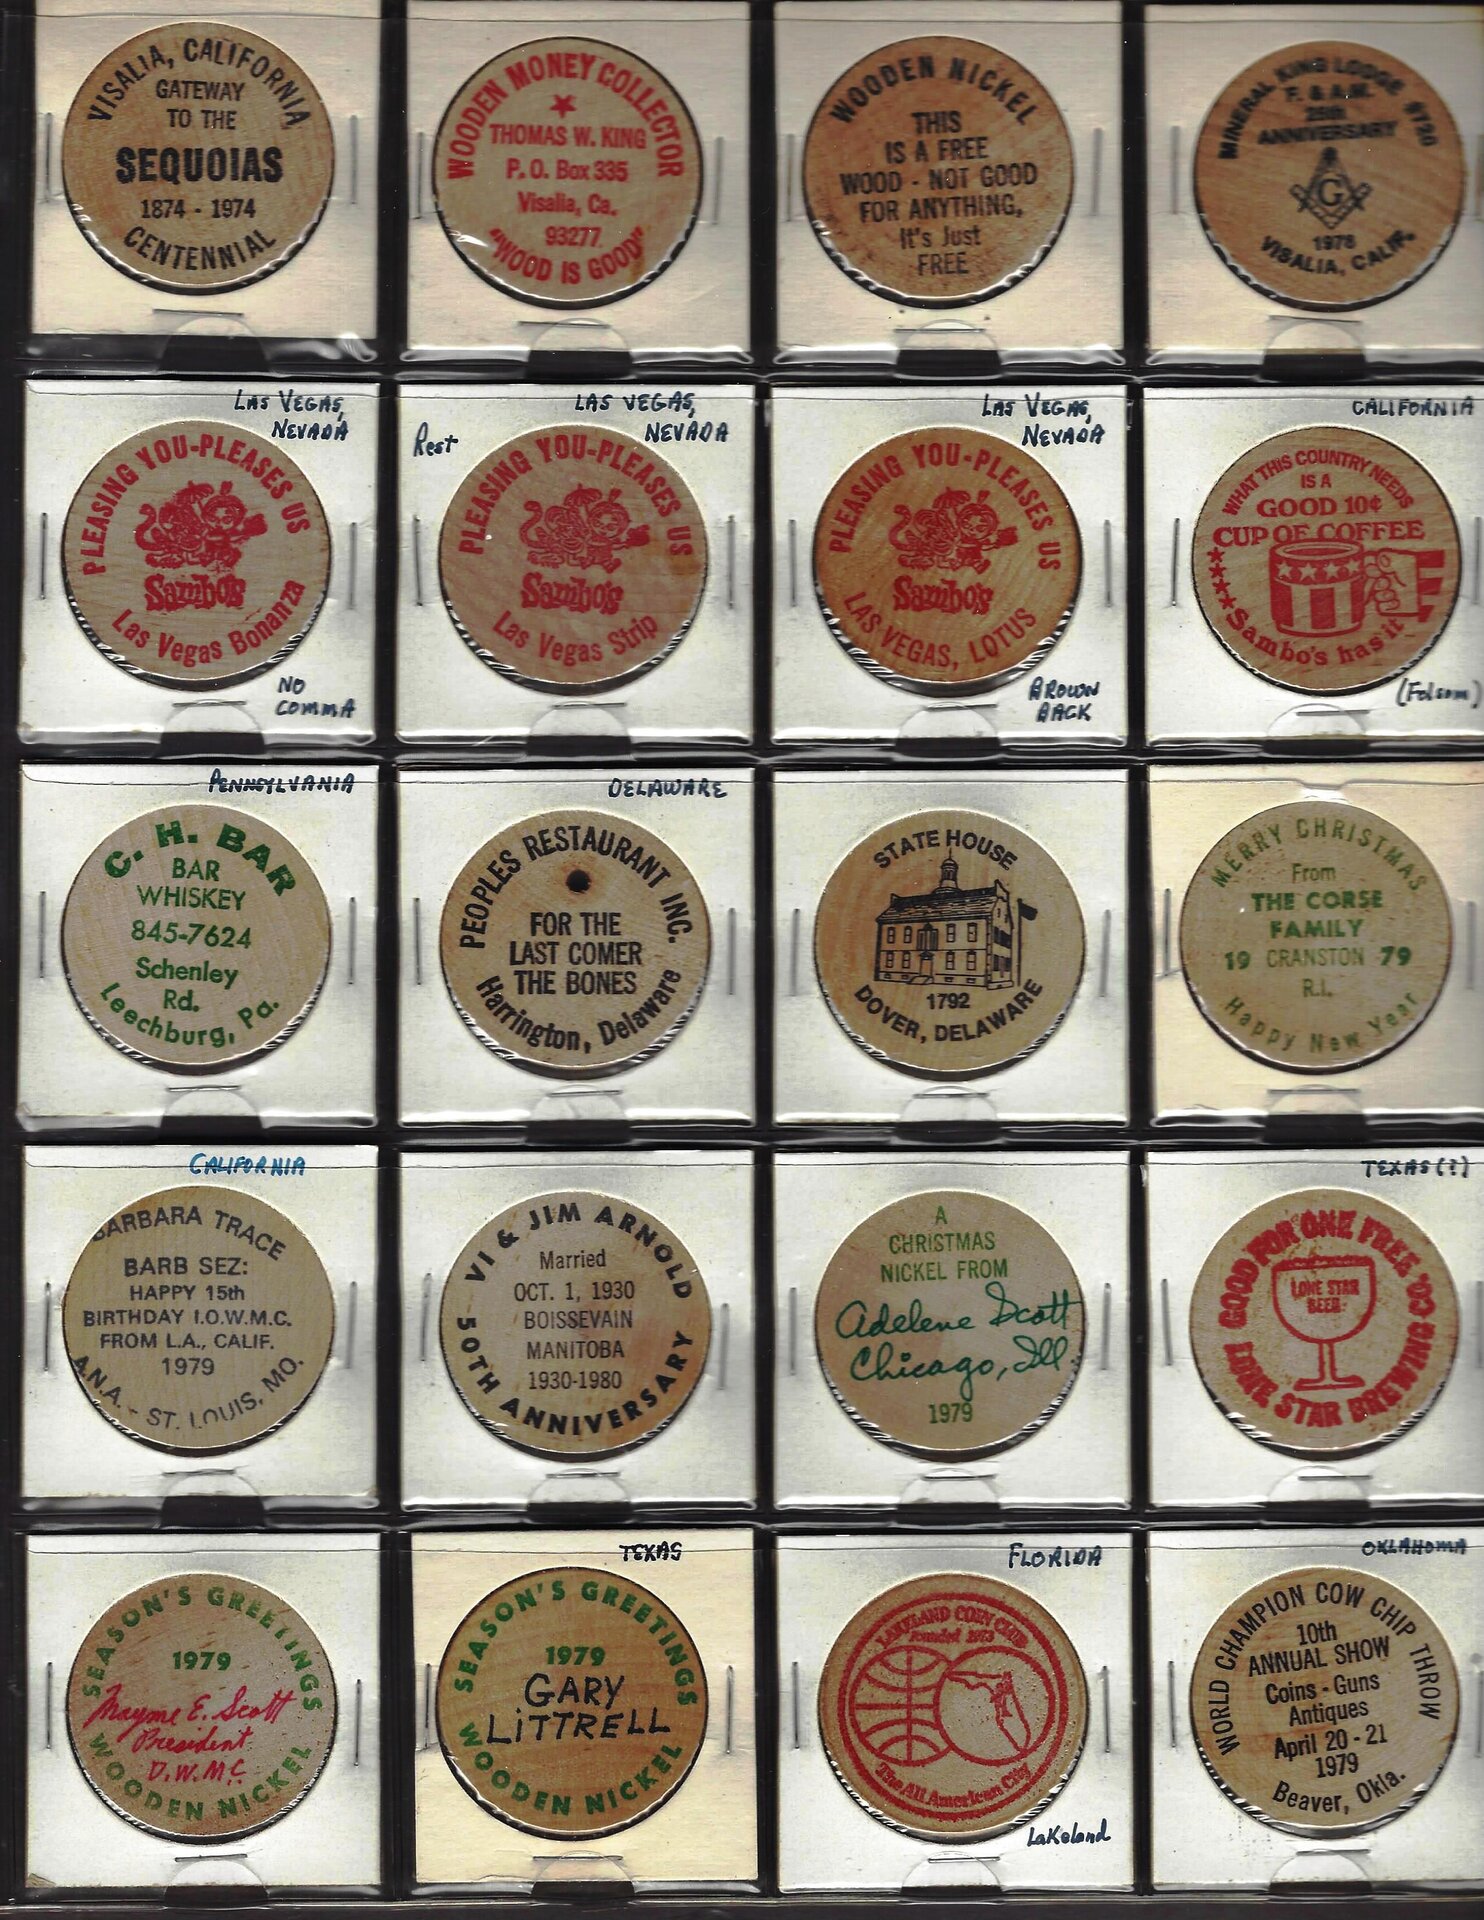 VISALIA, CALIFORNIA
GATEWAY
TO THE
SEQUOIAS
1874 - 1974
CENTENNIAL
WOODEN MONEY COLLECTOR
THOMAS W. KING
P. O. Box 335
Visalia, Ca.
93277
"WOOD IS GOOD"
WOODEN NICKEL
THIS
IS A FREE
WOOD - NOT GOOD
FOR ANYTHING,
It's Just
FREE
MINERAL KING LODGE #720
F. & A.M.
25th
ANNIVERSARY
G
1978
VISALIA, CALIF.
LAS VEGAS,
NEVADA
PLEASING YOU-PLEASES US
Sambo's
Las Vegas Bonanza
NO
COMMA
LAS VEGAS,
NEVADA
Rest
PLEASING YOU-PLEASES US
Sambo's
Las Vegas Strip
LAS VEGAS,
NEVADA
PLEASING YOU-PLEASES US
Sambo's
LAS VEGAS, LOTUS
BROWN
BACK
CALIFORNIA
WHAT THIS COUNTRY NEEDS
IS A
GOOD 10¢
CUP OF COFFEE
Sambo's has it
(Folsom)
PENNSYLVANIA
C. H. BAR
BAR
WHISKEY
845-7624
Schenley
Rd.
Leechburg, Pa.
DELAWARE
PEOPLES RESTAURANT INC.
FOR THE
LAST COMER
THE BONES
Harrington, Delaware
STATE HOUSE
1792
DOVER, DELAWARE
MERRY CHRISTMAS
From
THE CORSE
FAMILY
19 CRANSTON 79
R.I.
Happy New Year
CALIFORNIA
BARBARA TRACE
BARB SEZ:
HAPPY 15th
BIRTHDAY I.O.W.M.C.
FROM L.A., CALIF.
1979
A.N.A. - ST. LOUIS, MO.
VI & JIM ARNOLD
Married
OCT. 1, 1930
BOISSEVAIN
MANITOBA
1930-1980
50TH ANNIVERSARY
A
CHRISTMAS
NICKEL FROM
Adelene Scott
Chicago, Ill
1979
TEXAS (?)
GOOD FOR ONE FREE
LONE STAR
BEER
LONE STAR BREWING CO.
SEASON'S GREETINGS
1979
Mayme E. Scott
President
D.W.M.C.
WOODEN NICKEL
TEXAS
SEASON'S GREETINGS
1979
GARY
LITTRELL
WOODEN NICKEL
FLORIDA
LAKELAND COIN CLUB
founded 1973
The All American City
Lakeland
OKLAHOMA
WORLD CHAMPION COW CHIP THROW
10th
ANNUAL SHOW
Coins - Guns
Antiques
April 20 - 21
1979
Beaver, Okla.